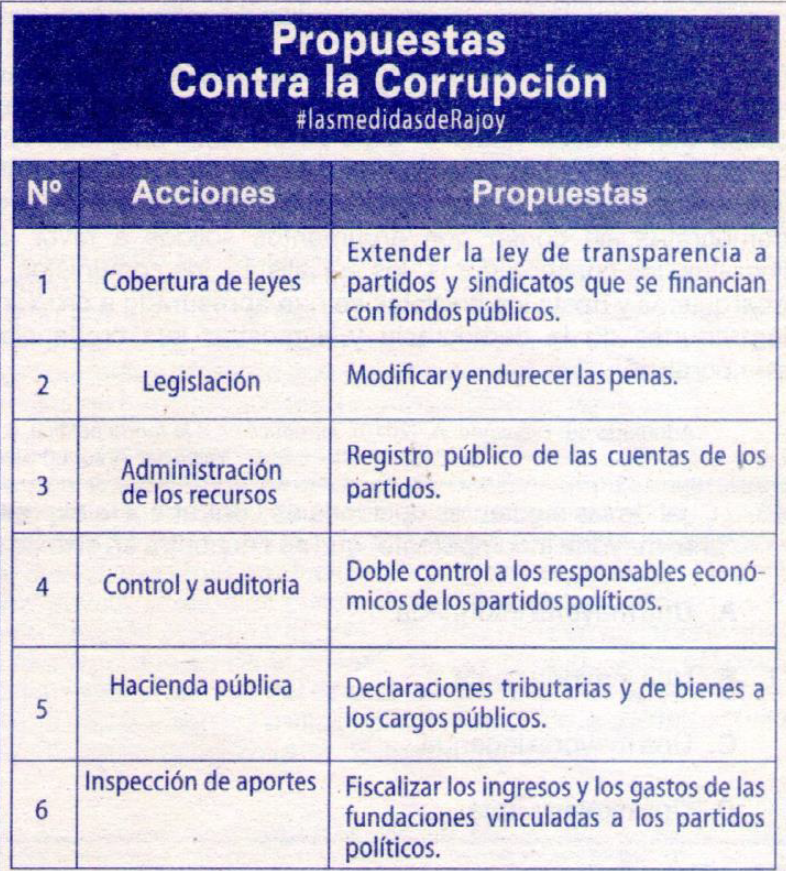 Propuestas
Contra la Corrupción
#lasmedidasdeRajoy
Nº Acciones Propuestas
1 Cobertura de leyes
Extender la ley de transparencia a
partidos y sindicatos que se financian
con fondos públicos.
2 Legislación
Modificar y endurecer las penas.
3 Administración
de los recursos
Registro público de las cuentas de los
partidos.
4 Control y auditoria
Doble control a los responsables econó-
micos de los partidos políticos.
5 Hacienda pública
Declaraciones tributarias y de bienes a
los cargos públicos.
6 Inspección de aportes
Fiscalizar los ingresos y los gastos de las
fundaciones vinculadas a los partidos
políticos.